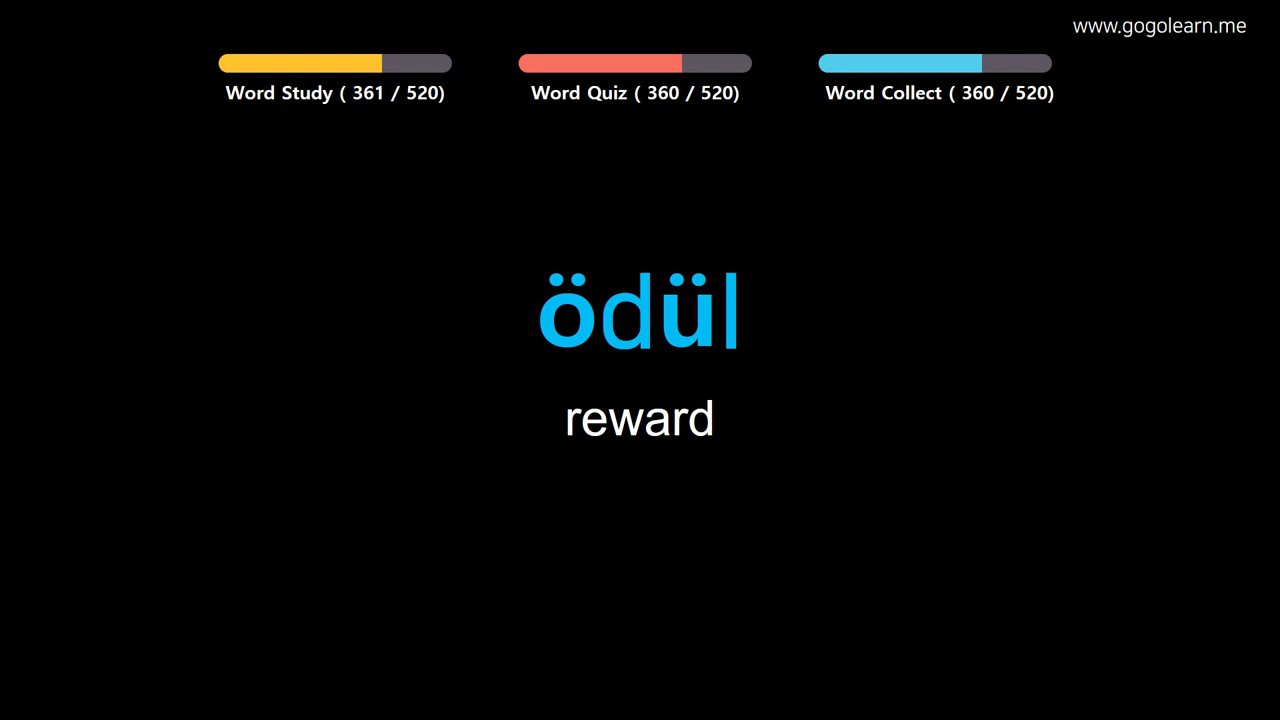 www.gogolearn.me
Word Study ( 361 / 520)
Word Quiz ( 360 / 520)
Word Collect ( 360 / 520)
ödül
reward